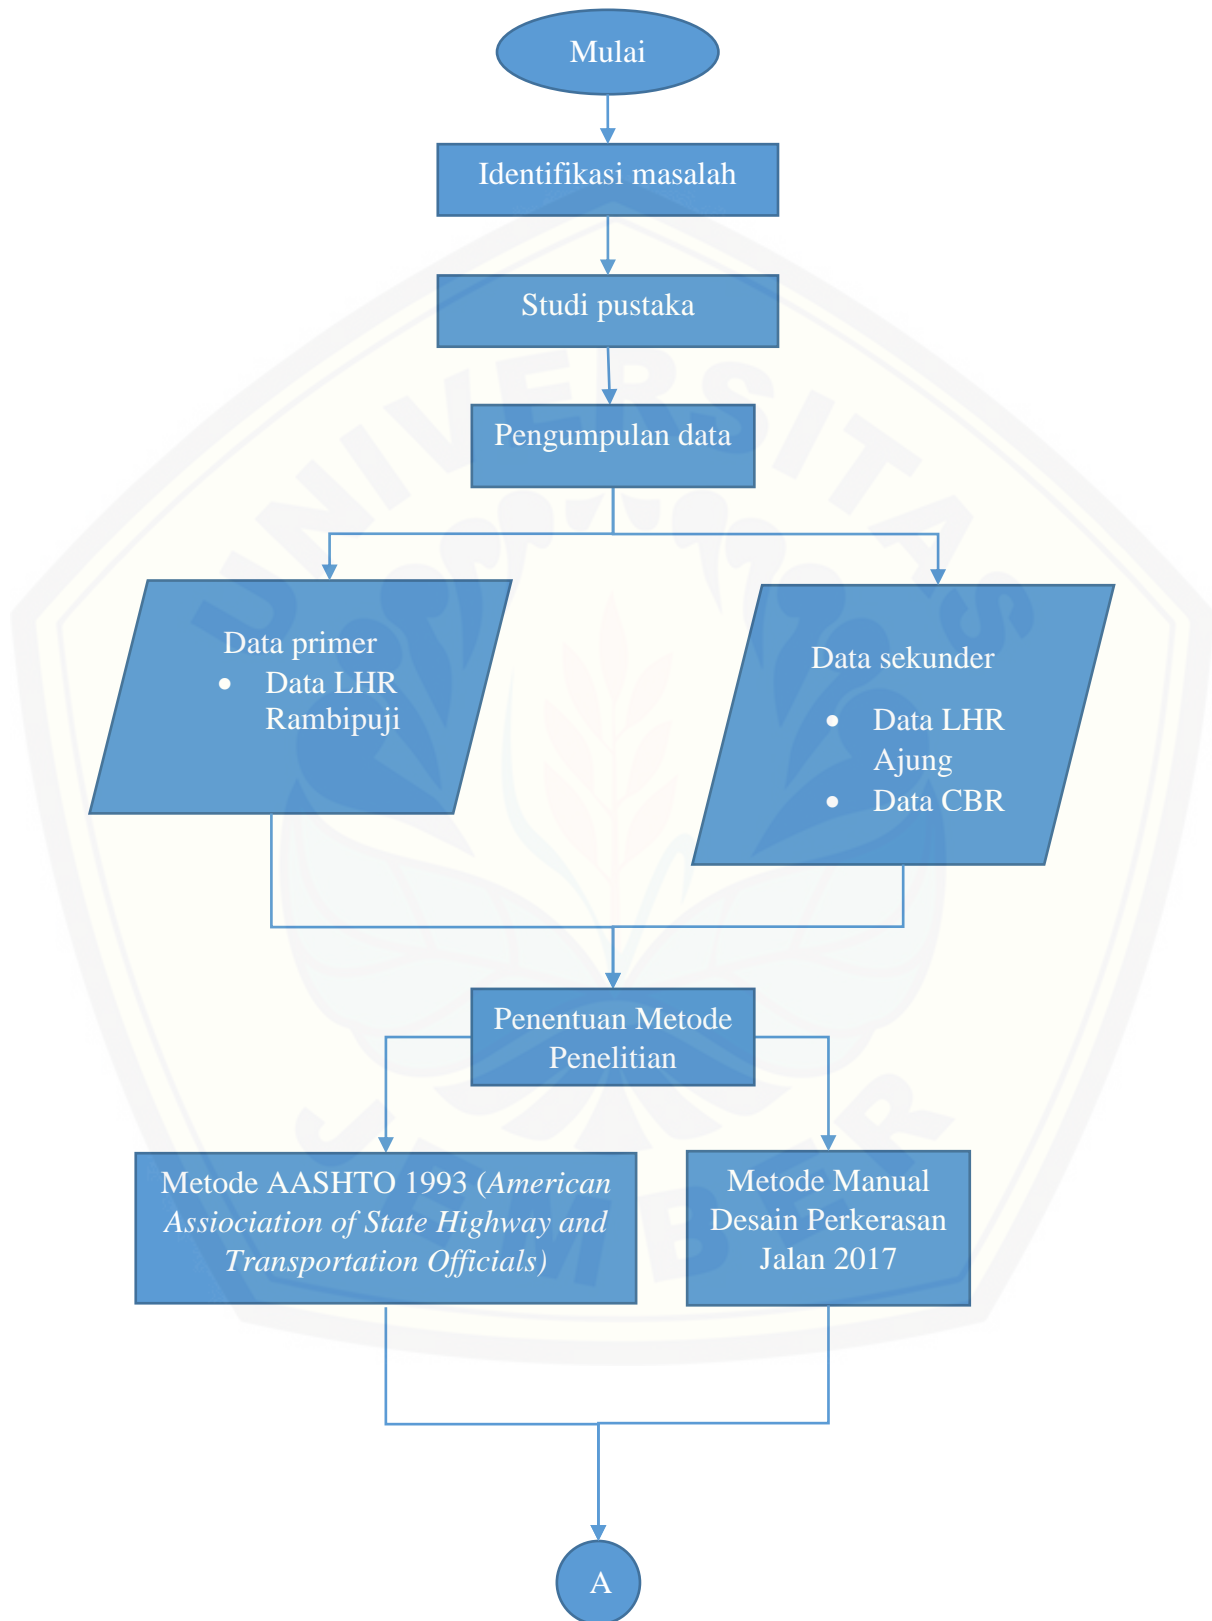 Mulai
Identifikasi masalah
Studi pustaka
Pengumpulan data
Data primer
● Data LHR
Rambipuji
Data sekunder
● Data LHR
Ajung
● Data CBR
Penentuan Metode
Penelitian
Metode AASHTO 1993 (American
Assiociation of State Highway and
Transportation Officials)
Metode Manual
Desain Perkerasan
Jalan 2017
A
UNIVERSITAS
JEMBER